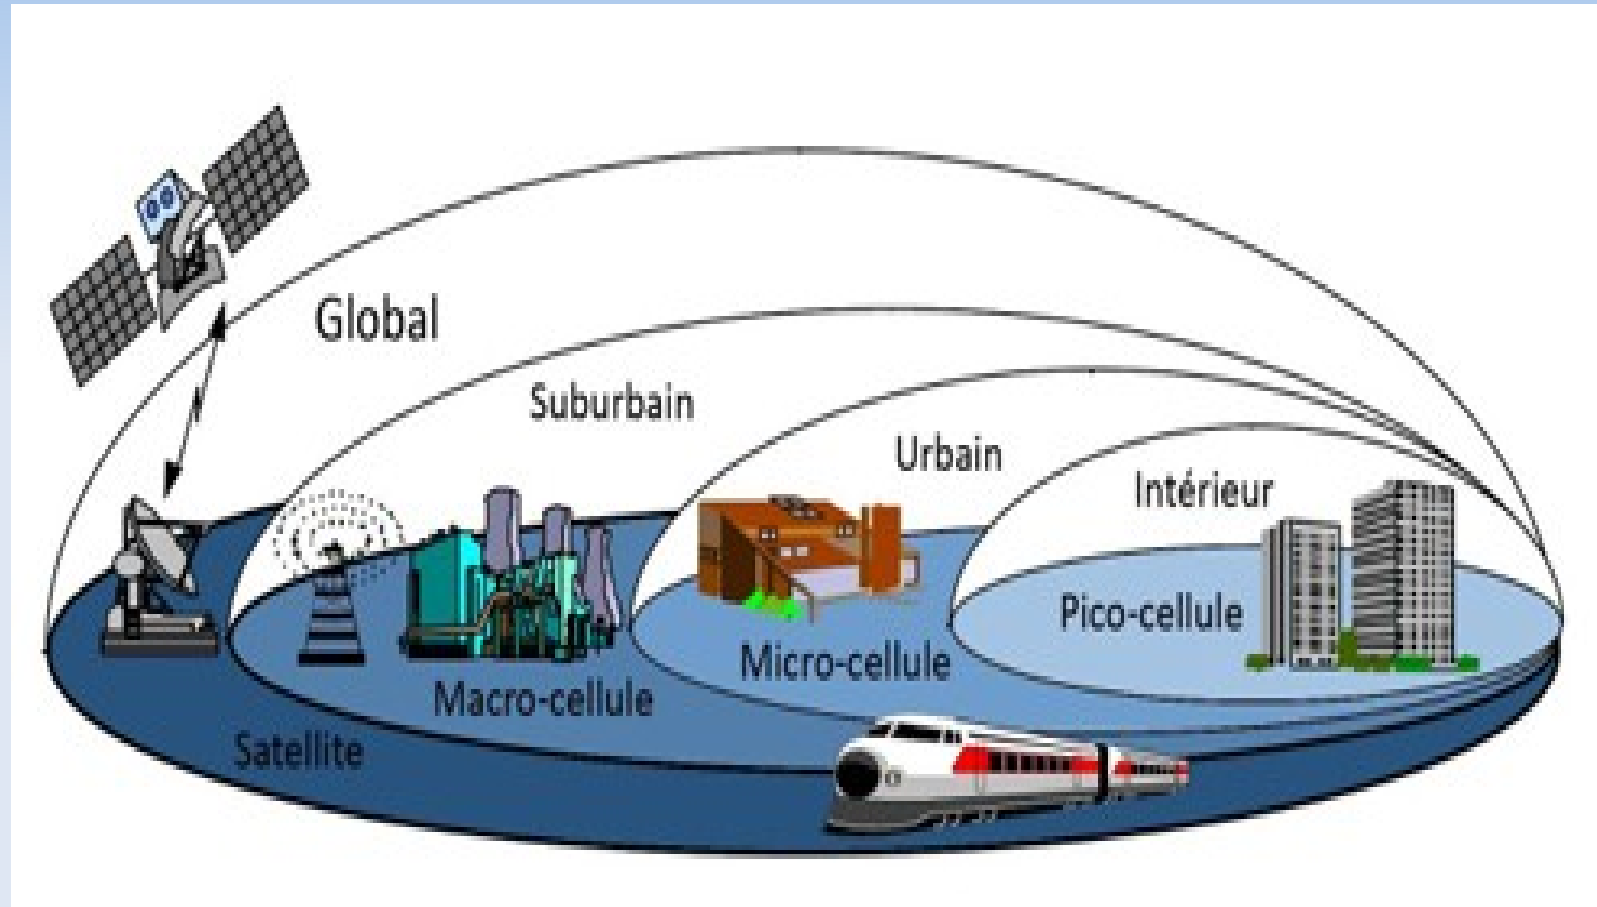 Global
Suburbain
Urbain
Intérieur
Pico-cellule
Micro-cellule
Macro-cellule
Satellite